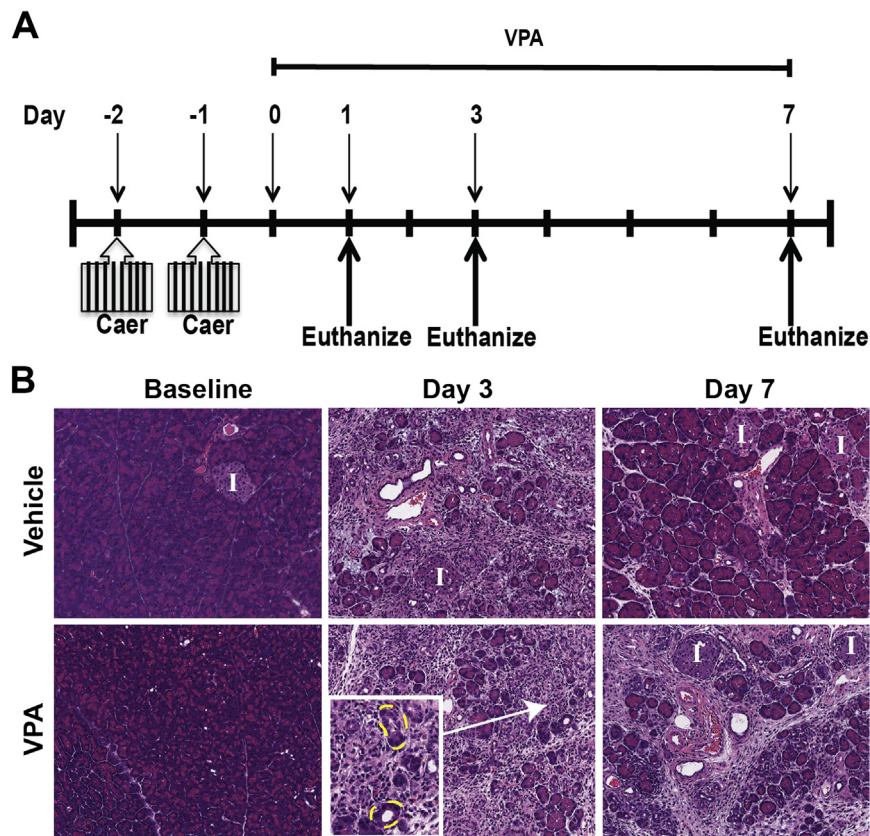 A
VPA
Day -2 -1 0 1 3 7
Caer Caer
Euthanize Euthanize Euthanize
B
Baseline Day 3 Day 7
Vehicle
I I I I
VPA
I I